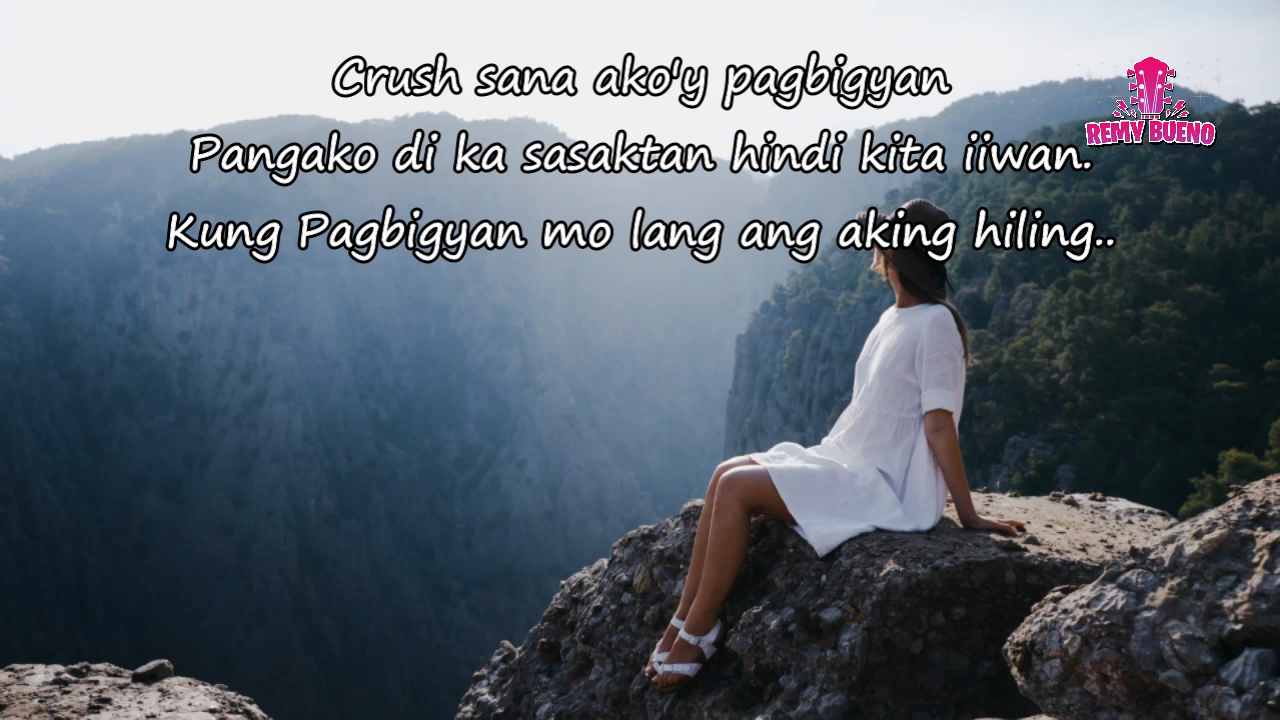 Crush sana ako'y pagbigyan
Pangako di ka sasaktan hindi kita iiwan.
Kung Pagbigyan mo lang ang aking hiling..
REMY BUENO